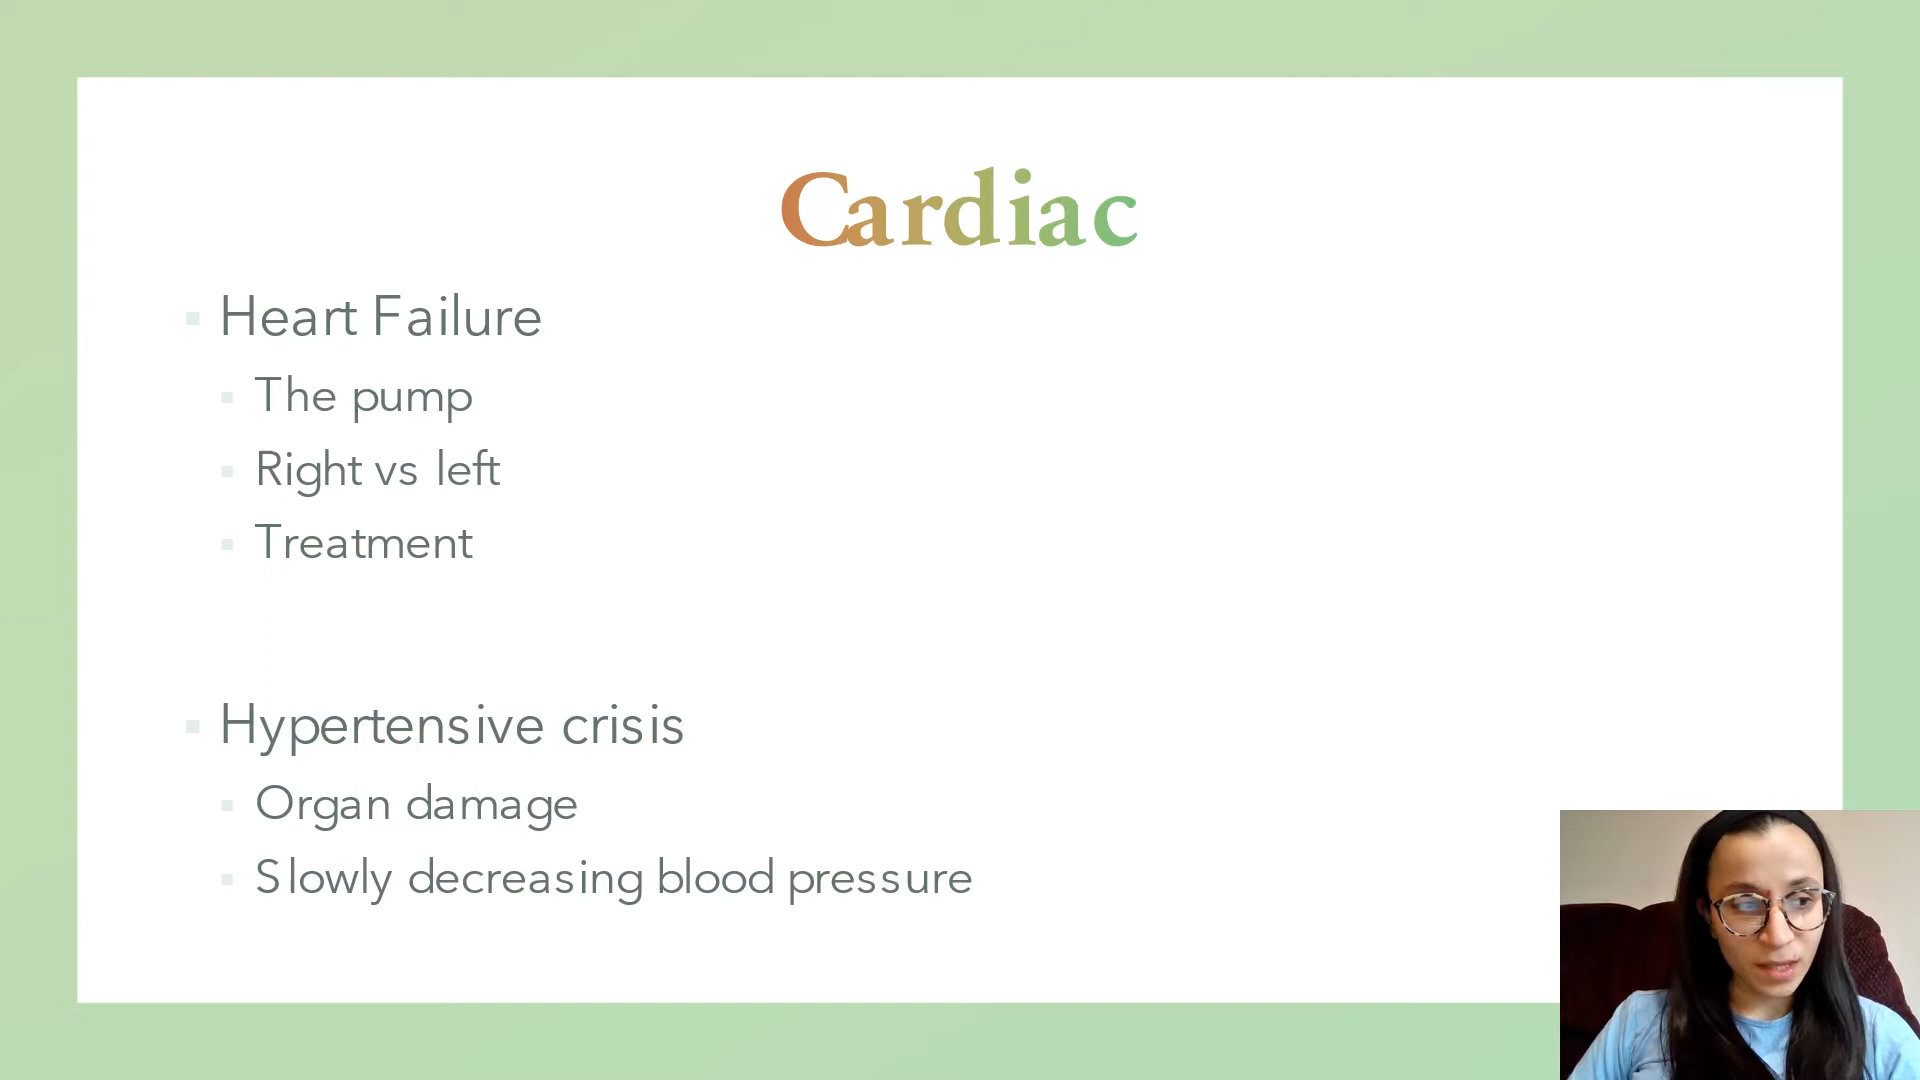 Cardiac
Heart Failure
The pump
Right vs left
Treatment
Hypertensive crisis
Organ damage
Slowly decreasing blood pressure